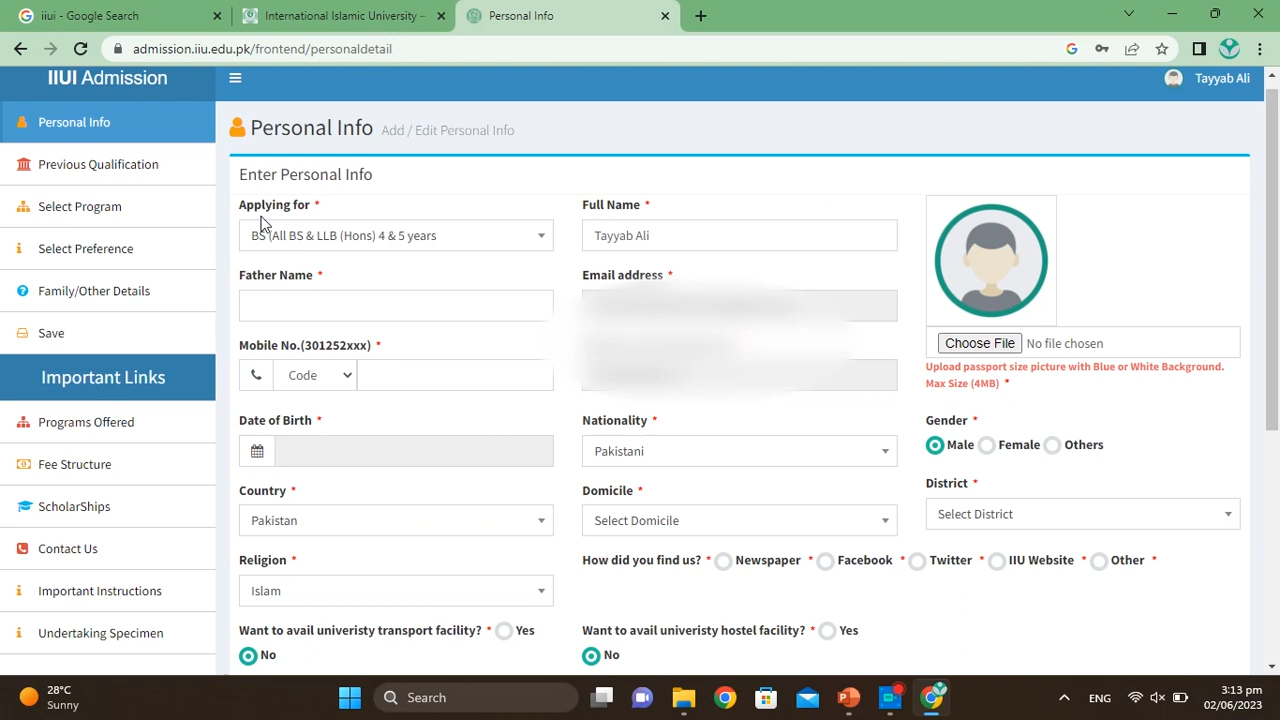 iiui - Google Search
International Islamic University –
Personal Info
admission.iiu.edu.pk/frontend/personaldetail
IIUI Admission
Tayyab Ali
Personal Info
Previous Qualification
Select Program
Select Preference
Family/Other Details
Save
Important Links
Programs Offered
Fee Structure
ScholarShips
Contact Us
Important Instructions
Undertaking Specimen
Personal Info Add / Edit Personal Info
Enter Personal Info
Applying for *
Full Name *
BS (All BS & LLB (Hons) 4 & 5 years
Tayyab Ali
Father Name *
Email address *
Mobile No.(301252xxx) *
Code
Choose File No file chosen
Upload passport size picture with Blue or White Background.
Max Size (4MB) *
Date of Birth *
Nationality *
Gender *
Pakistani
Male Female Others
Country *
Domicile *
District *
Pakistan
Select Domicile
Select District
Religion *
How did you find us? * Newspaper * Facebook * Twitter * IIU Website * Other *
Islam
Want to avail univeristy transport facility? * Yes
No
Want to avail univeristy hostel facility? * Yes
No
28°C
Sunny
Search
ENG
3:13 pm
02/06/2023